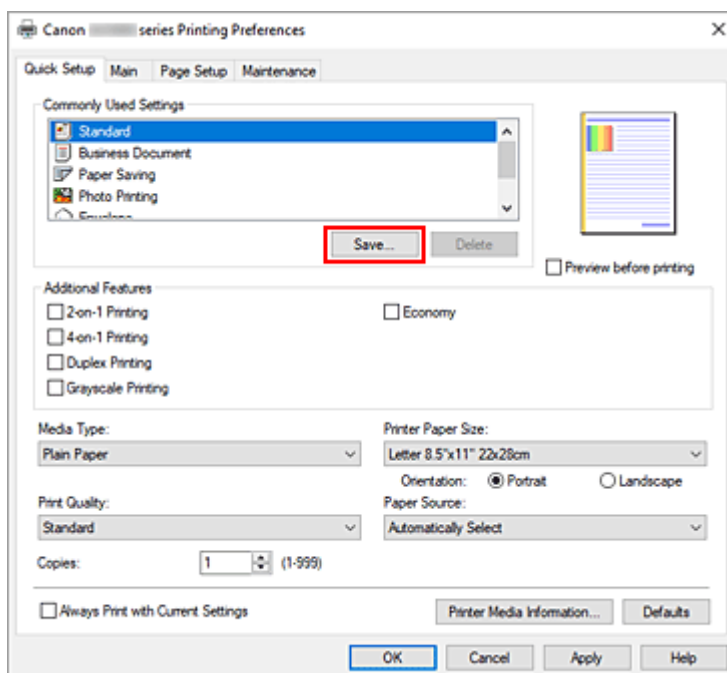 Canon series Printing Preferences
Quick Setup Main Page Setup Maintenance
Commonly Used Settings
Standard
Business Document
Paper Saving
Photo Printing
Envelope
Save... Delete
Preview before printing
Additional Features
2-on-1 Printing Economy
4-on-1 Printing
Duplex Printing
Grayscale Printing
Media Type: Printer Paper Size:
Plain Paper Letter 8.5"x11" 22x28cm
Orientation: Portrait Landscape
Print Quality: Paper Source:
Standard Automatically Select
Copies: 1 (1-999)
Always Print with Current Settings Printer Media Information... Defaults
OK Cancel Apply Help